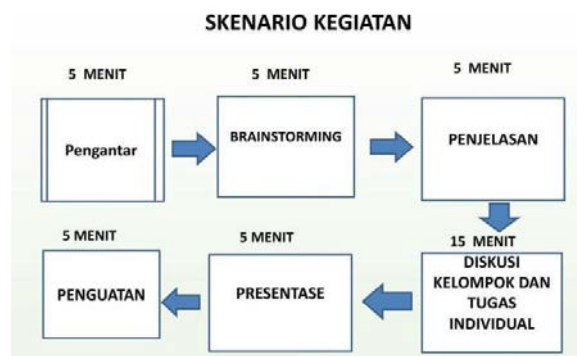 SKENARIO KEGIATAN
5 MENIT
Pengantar
5 MENIT
BRAINSTORMING
5 MENIT
PENJELASAN
15 MENIT
DISKUSI
KELOMPOK DAN
TUGAS
INDIVIDUAL
5 MENIT
PRESENTASE
5 MENIT
PENGUATAN